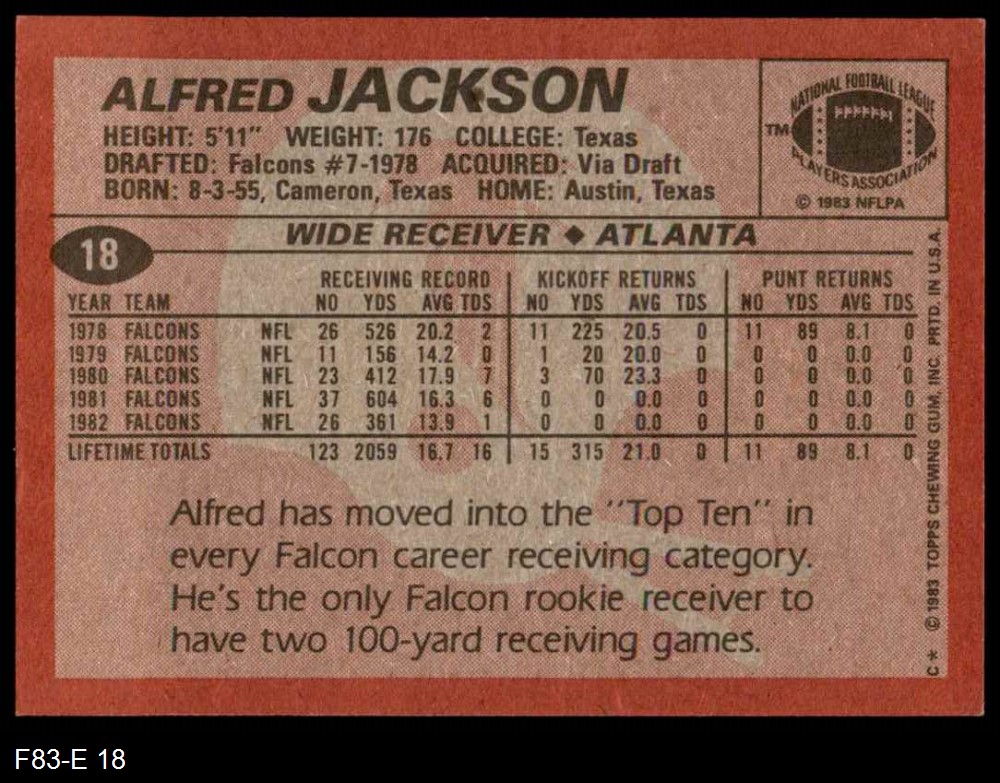 ALFRED JACKSON
HEIGHT: 5'11" WEIGHT: 176 COLLEGE: Texas
DRAFTED: Falcons #7-1978 ACQUIRED: Via Draft
BORN: 8-3-55, Cameron, Texas HOME: Austin, Texas
NATIONAL FOOTBALL LEAGUE
TM
PLAYERS ASSOCIATION
© 1983 NFLPA
18
WIDE RECEIVER ◆ ATLANTA
RECEIVING RECORD KICKOFF RETURNS PUNT RETURNS
YEAR TEAM NO YDS AVG TDS NO YDS AVG TDS NO YDS AVG TDS
1978 FALCONS NFL 26 526 20.2 2 11 225 20.5 0 11 89 8.1 0
1979 FALCONS NFL 11 156 14.2 0 1 20 20.0 0 0 0 0.0 0
1980 FALCONS NFL 23 412 17.9 7 3 70 23.3 0 0 0 0.0 0
1981 FALCONS NFL 37 604 16.3 6 0 0 0.0 0 0 0 0.0 0
1982 FALCONS NFL 26 361 13.9 1 0 0 0.0 0 0 0 0.0 0
LIFETIME TOTALS 123 2059 16.7 16 15 315 21.0 0 11 89 8.1 0
Alfred has moved into the "Top Ten" in
every Falcon career receiving category.
He's the only Falcon rookie receiver to
have two 100-yard receiving games.
C* © 1983 TOPPS CHEWING GUM, INC. PRTD. IN U.S.A.
F83-E 18